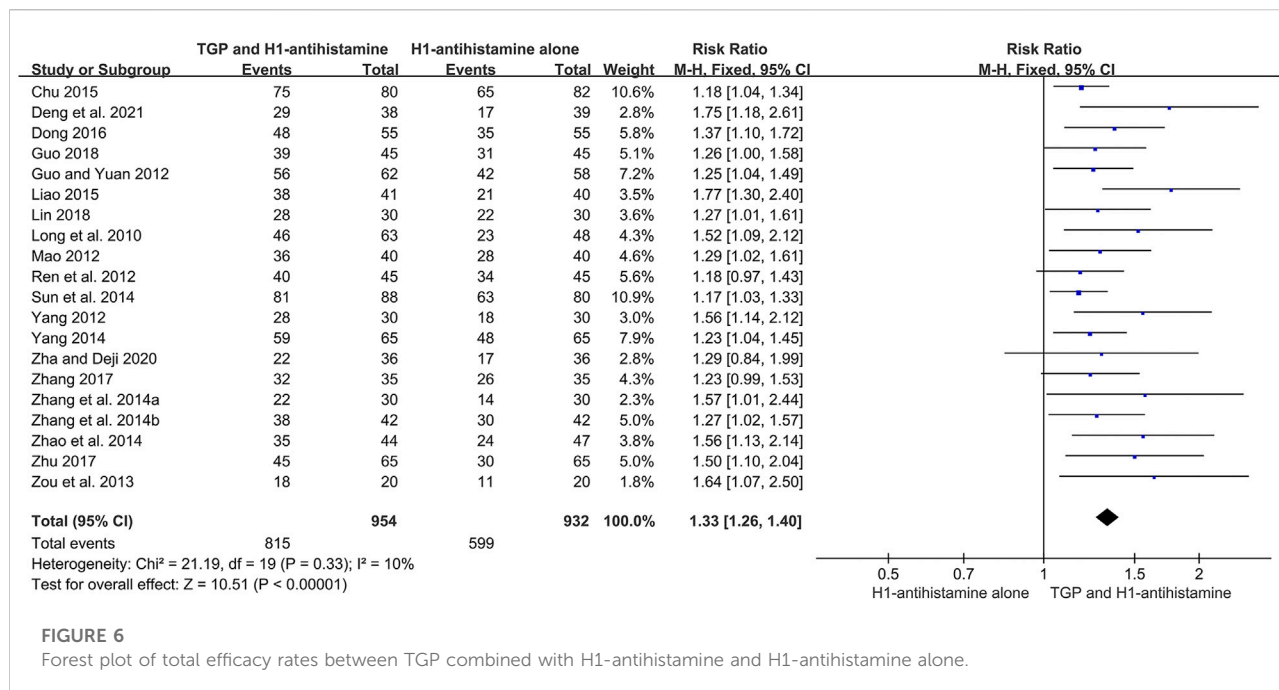 TGP and H1-antihistamine H1-antihistamine alone Risk Ratio Risk Ratio
Study or Subgroup Events Total Events Total Weight M-H, Fixed, 95% CI M-H, Fixed, 95% CI
Chu 2015 75 80 65 82 10.6% 1.18 [1.04, 1.34]
Deng et al. 2021 29 38 17 39 2.8% 1.75 [1.18, 2.61]
Dong 2016 48 55 35 55 5.8% 1.37 [1.10, 1.72]
Guo 2018 39 45 31 45 5.1% 1.26 [1.00, 1.58]
Guo and Yuan 2012 56 62 42 58 7.2% 1.25 [1.04, 1.49]
Liao 2015 38 41 21 40 3.5% 1.77 [1.30, 2.40]
Lin 2018 28 30 22 30 3.6% 1.27 [1.01, 1.61]
Long et al. 2010 46 63 23 48 4.3% 1.52 [1.09, 2.12]
Mao 2012 36 40 28 40 4.6% 1.29 [1.02, 1.61]
Ren et al. 2012 40 45 34 45 5.6% 1.18 [0.97, 1.43]
Sun et al. 2014 81 88 63 80 10.9% 1.17 [1.03, 1.33]
Yang 2012 28 30 18 30 3.0% 1.56 [1.14, 2.12]
Yang 2014 59 65 48 65 7.9% 1.23 [1.04, 1.45]
Zha and Deji 2020 22 36 17 36 2.8% 1.29 [0.84, 1.99]
Zhang 2017 32 35 26 35 4.3% 1.23 [0.99, 1.53]
Zhang et al. 2014a 22 30 14 30 2.3% 1.57 [1.01, 2.44]
Zhang et al. 2014b 38 42 30 42 5.0% 1.27 [1.02, 1.57]
Zhao et al. 2014 35 44 24 47 3.8% 1.56 [1.13, 2.14]
Zhu 2017 45 65 30 65 5.0% 1.50 [1.10, 2.04]
Zou et al. 2013 18 20 11 20 1.8% 1.64 [1.07, 2.50]
Total (95% CI) 954 932 100.0% 1.33 [1.26, 1.40]
Total events 815 599
Heterogeneity: Chi² = 21.19, df = 19 (P = 0.33); I² = 10%
Test for overall effect: Z = 10.51 (P < 0.00001)
0.5 0.7 1 1.5 2
H1-antihistamine alone TGP and H1-antihistamine
FIGURE 6
Forest plot of total efficacy rates between TGP combined with H1-antihistamine and H1-antihistamine alone.